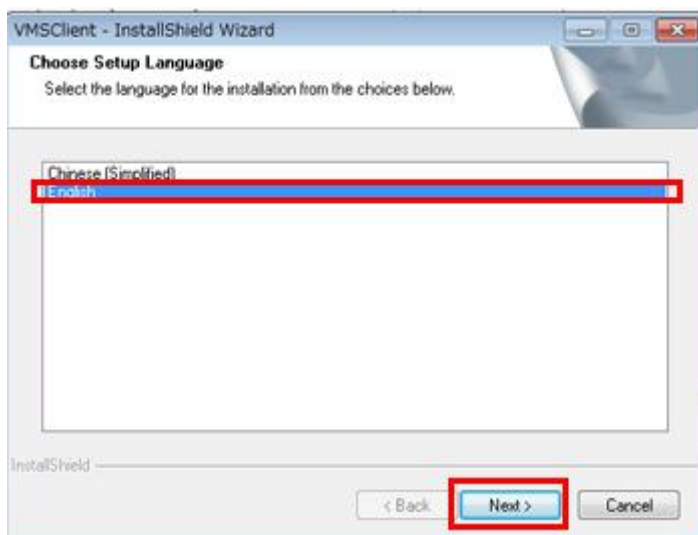 VMSClient - InstallShield Wizard
Choose Setup Language
Select the language for the installation from the choices below.
Chinese (Simplified)
English
InstallShield
< Back
Next >
Cancel